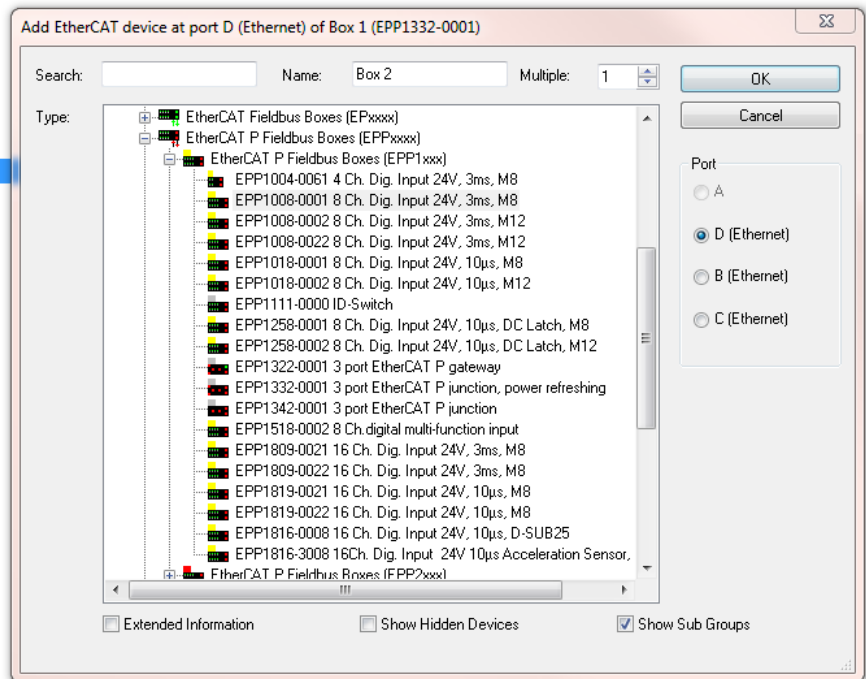 Add EtherCAT device at port D (Ethernet) of Box 1 (EPP1332-0001)
Search: Name: Box 2 Multiple: 1 OK
Type: Cancel
EtherCAT Fieldbus Boxes (EPxxxx)
EtherCAT P Fieldbus Boxes (EPPxxxx)
EtherCAT P Fieldbus Boxes (EPP1xxx)
EPP1004-0061 4 Ch. Dig. Input 24V, 3ms, M8
EPP1008-0001 8 Ch. Dig. Input 24V, 3ms, M8
EPP1008-0002 8 Ch. Dig. Input 24V, 3ms, M12
EPP1008-0022 8 Ch. Dig. Input 24V, 3ms, M12
EPP1018-0001 8 Ch. Dig. Input 24V, 10µs, M8
EPP1018-0002 8 Ch. Dig. Input 24V, 10µs, M12
EPP1111-0000 ID-Switch
EPP1258-0001 8 Ch. Dig. Input 24V, 10µs, DC Latch, M8
EPP1258-0002 8 Ch. Dig. Input 24V, 10µs, DC Latch, M12
EPP1322-0001 3 port EtherCAT P gateway
EPP1332-0001 3 port EtherCAT P junction, power refreshing
EPP1342-0001 3 port EtherCAT P junction
EPP1518-0002 8 Ch.digital multi-function input
EPP1809-0021 16 Ch. Dig. Input 24V, 3ms, M8
EPP1809-0022 16 Ch. Dig. Input 24V, 3ms, M8
EPP1819-0021 16 Ch. Dig. Input 24V, 10µs, M8
EPP1819-0022 16 Ch. Dig. Input 24V, 10µs, M8
EPP1816-0008 16 Ch. Dig. Input 24V, 10µs, D-SUB25
EPP1816-3008 16Ch. Dig. Input 24V 10µs Acceleration Sensor,
EtherCAT P Fieldbus Boxes (EPP2xxx)
Port
A
D (Ethernet)
B (Ethernet)
C (Ethernet)
Extended Information Show Hidden Devices Show Sub Groups